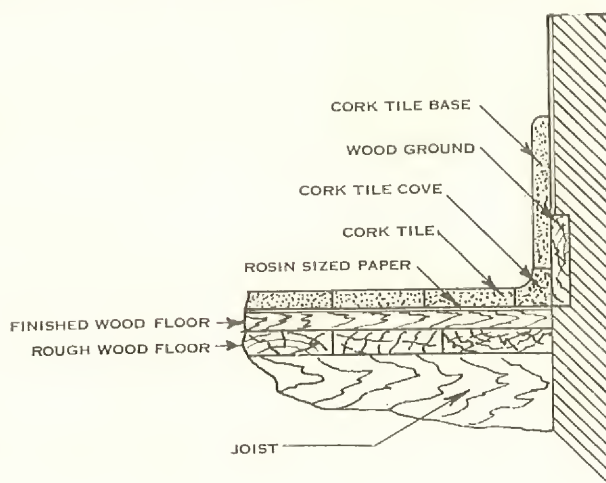 CORK TILE BASE
WOOD GROUND
CORK TILE COVE
CORK TILE
ROSIN SIZED PAPER
FINISHED WOOD FLOOR
ROUGH WOOD FLOOR
JOIST